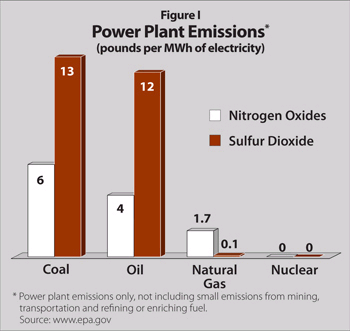 Figure I
Power Plant Emissions*
(pounds per MWh of electricity)
13
12
Nitrogen Oxides
Sulfur Dioxide
6
4
1.7
0.1
0 0
Coal Oil Natural Gas Nuclear
* Power plant emissions only, not including small emissions from mining,
transportation and refining or enriching fuel.
Source: www.epa.gov